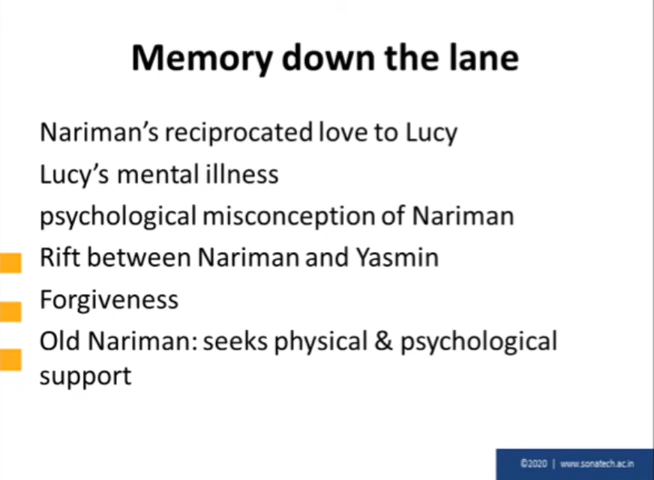 Memory down the lane
Nariman's reciprocated love to Lucy
Lucy's mental illness
psychological misconception of Nariman
Rift between Nariman and Yasmin
Forgiveness
Old Nariman: seeks physical & psychological
support
©2020 | www.sonatech.ac.in